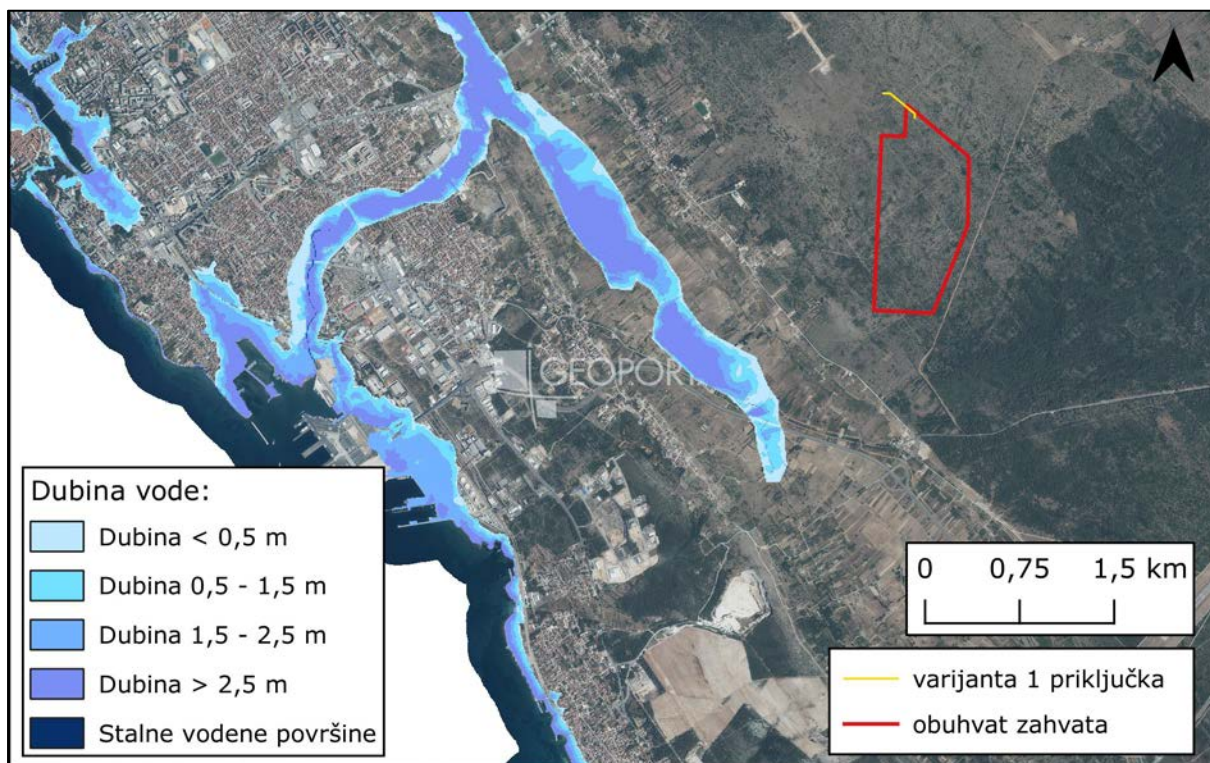 GEOPORT
Dubina vode:
Dubina < 0,5 m
Dubina 0,5 - 1,5 m
Dubina 1,5 - 2,5 m
Dubina > 2,5 m
Stalne vodene površine
0 0,75 1,5 km
varijanta 1 priključka
obuhvat zahvata